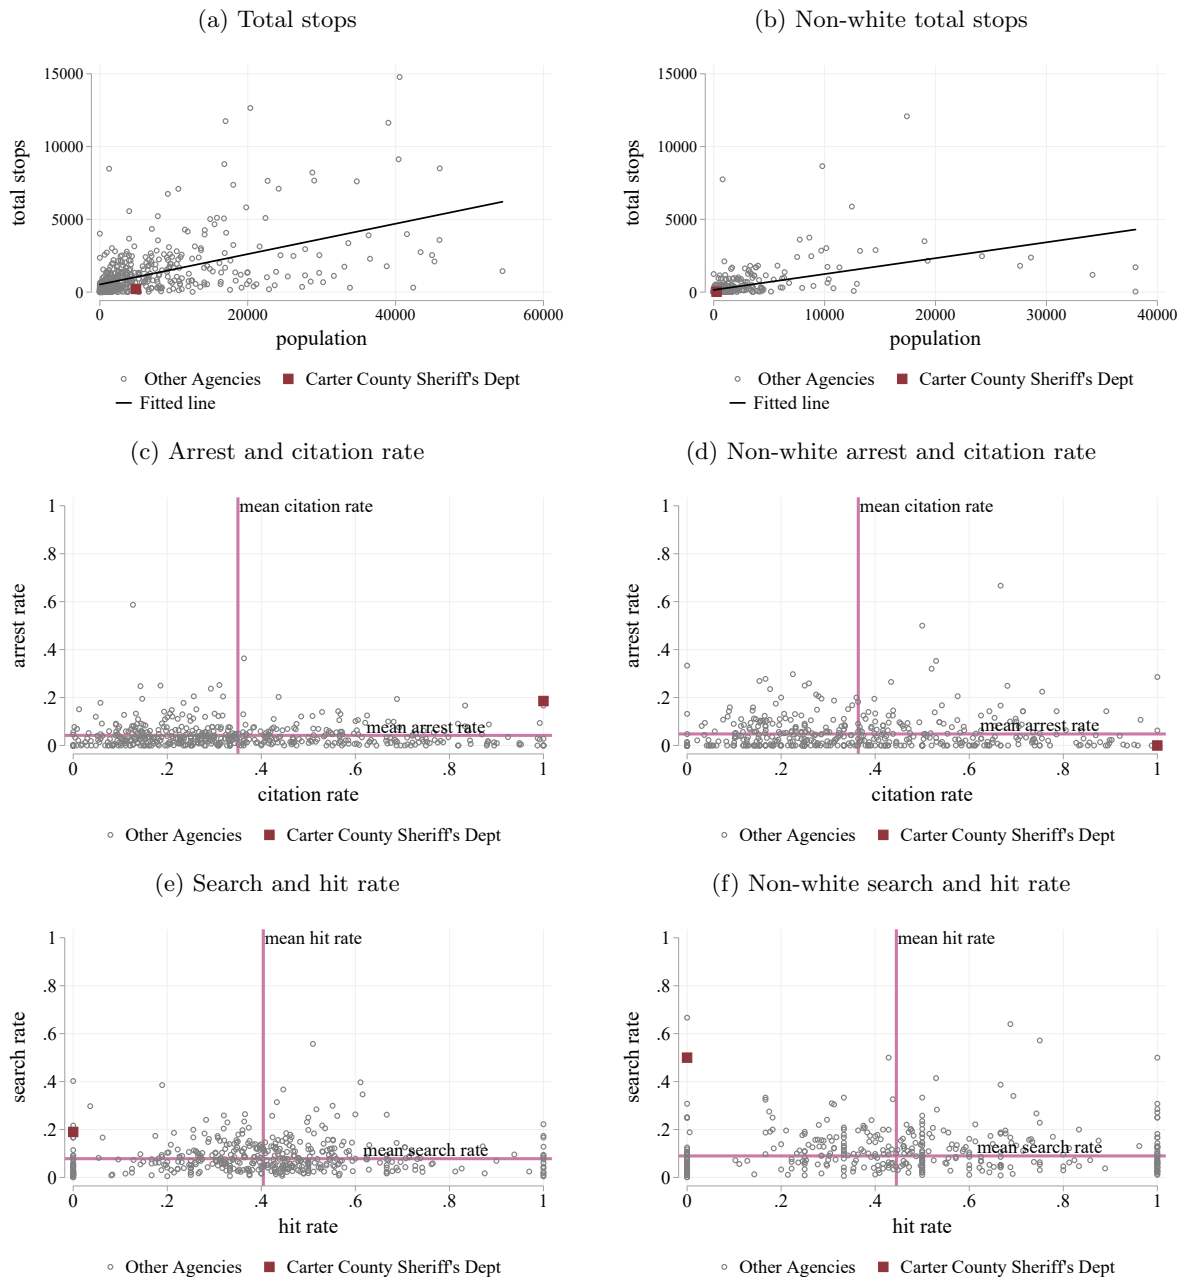 (a) Total stops
15000
10000
5000
0
total stops
0 20000 40000 60000
population
Other Agencies Carter County Sheriff's Dept
Fitted line
(b) Non-white total stops
15000
10000
5000
0
total stops
0 10000 20000 30000 40000
population
Other Agencies Carter County Sheriff's Dept
Fitted line
(c) Arrest and citation rate
1
.8
.6
.4
.2
0
arrest rate
mean citation rate
mean arrest rate
0 .2 .4 .6 .8 1
citation rate
Other Agencies Carter County Sheriff's Dept
(d) Non-white arrest and citation rate
1
.8
.6
.4
.2
0
arrest rate
mean citation rate
mean arrest rate
0 .2 .4 .6 .8 1
citation rate
Other Agencies Carter County Sheriff's Dept
(e) Search and hit rate
1
.8
.6
.4
.2
0
search rate
mean hit rate
mean search rate
0 .2 .4 .6 .8 1
hit rate
Other Agencies Carter County Sheriff's Dept
(f) Non-white search and hit rate
1
.8
.6
.4
.2
0
search rate
mean hit rate
mean search rate
0 .2 .4 .6 .8 1
hit rate
Other Agencies Carter County Sheriff's Dept